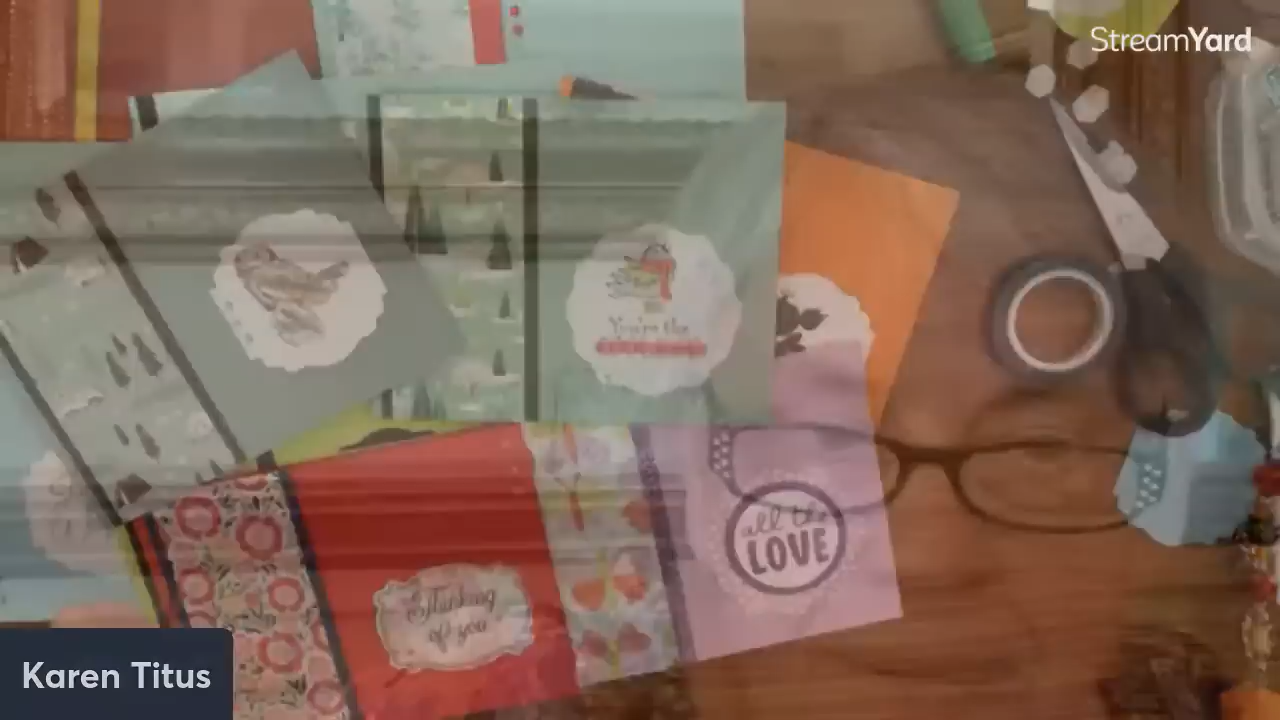 StreamYard
You're the
all the
LOVE
Thinking
of you
Karen Titus